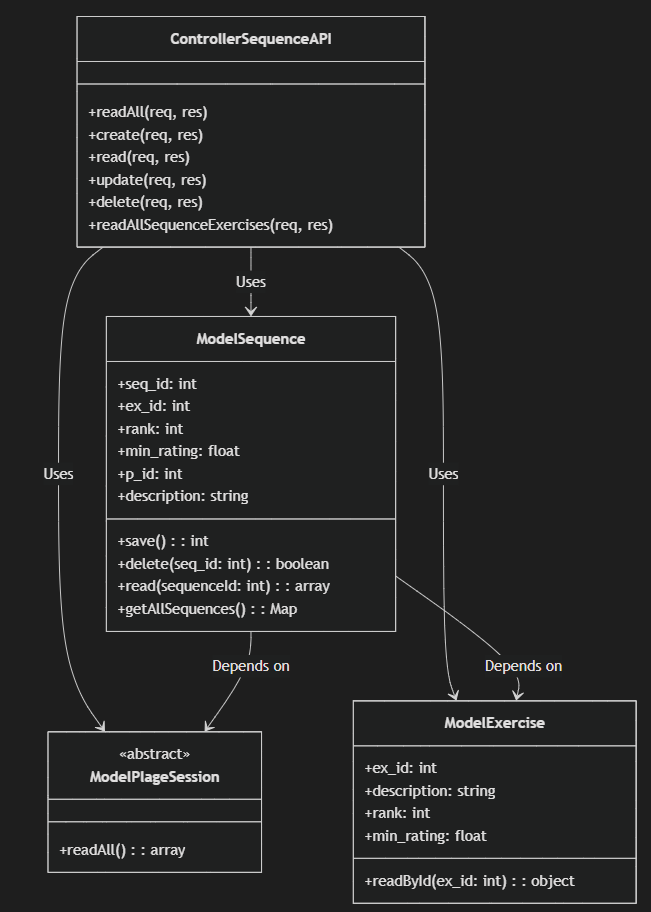 ControllerSequenceAPI
+readAll(req, res)
+create(req, res)
+read(req, res)
+update(req, res)
+delete(req, res)
+readAllSequenceExercises(req, res)
Uses
ModelSequence
+seq_id: int
+ex_id: int
+rank: int
+min_rating: float
+p_id: int
+description: string
+save() : : int
+delete(seq_id: int) : : boolean
+read(sequenceId: int) : : array
+getAllSequences() : : Map
Uses
Uses
Depends on
Depends on
«abstract»
ModelPlageSession
+readAll() : : array
ModelExercise
+ex_id: int
+description: string
+rank: int
+min_rating: float
+readById(ex_id: int) : : object